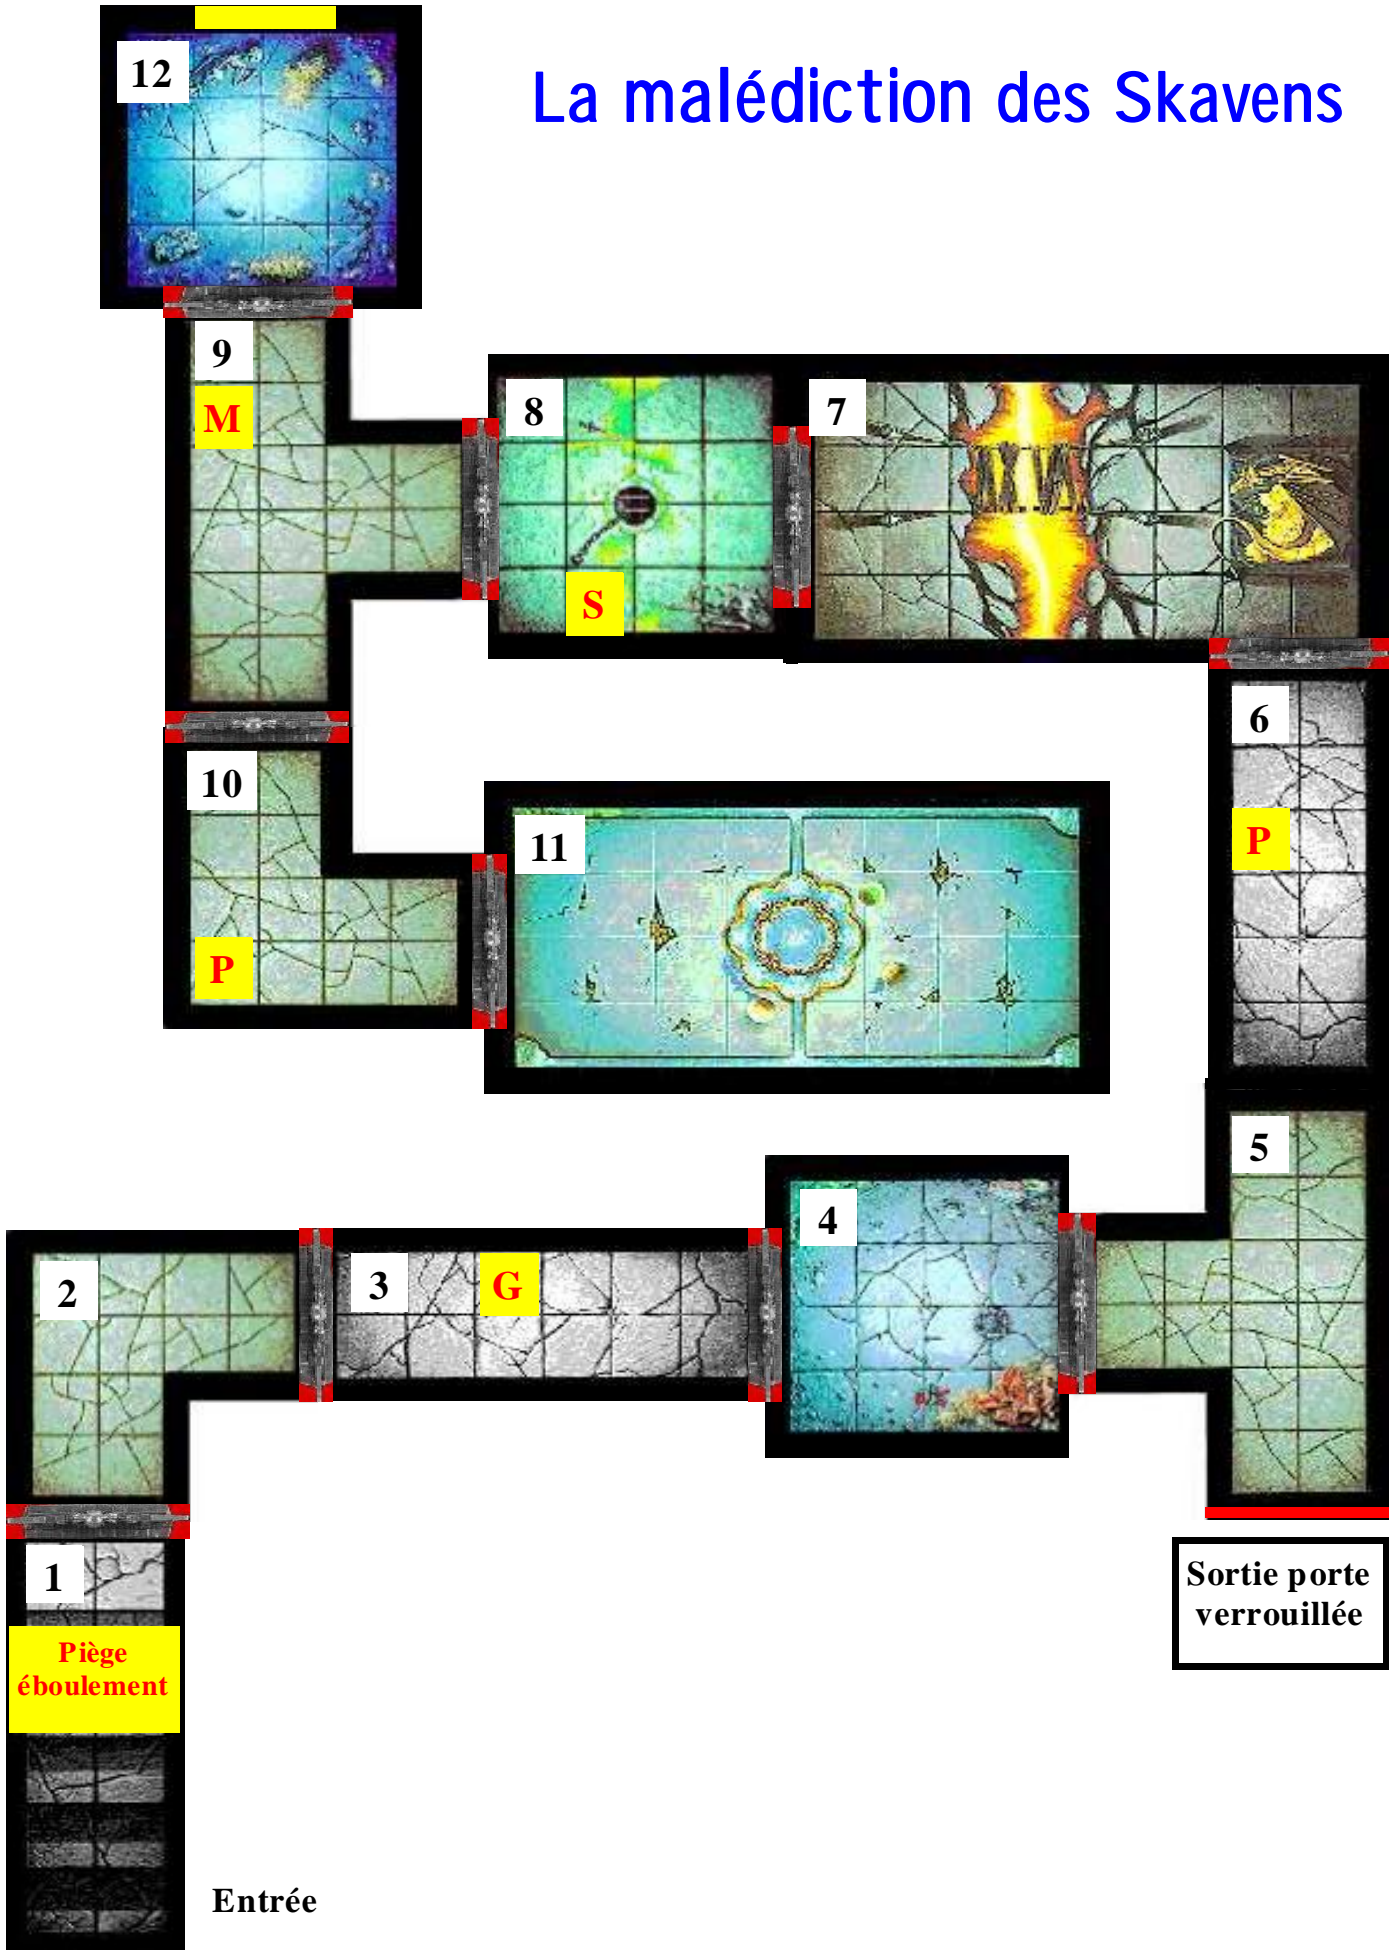 La malédiction des Skavens
12
9
M
8
S
7
6
P
10
P
11
5
4
2
3
G
1
Piège
éboulement
Sortie porte
verrouillée
Entrée